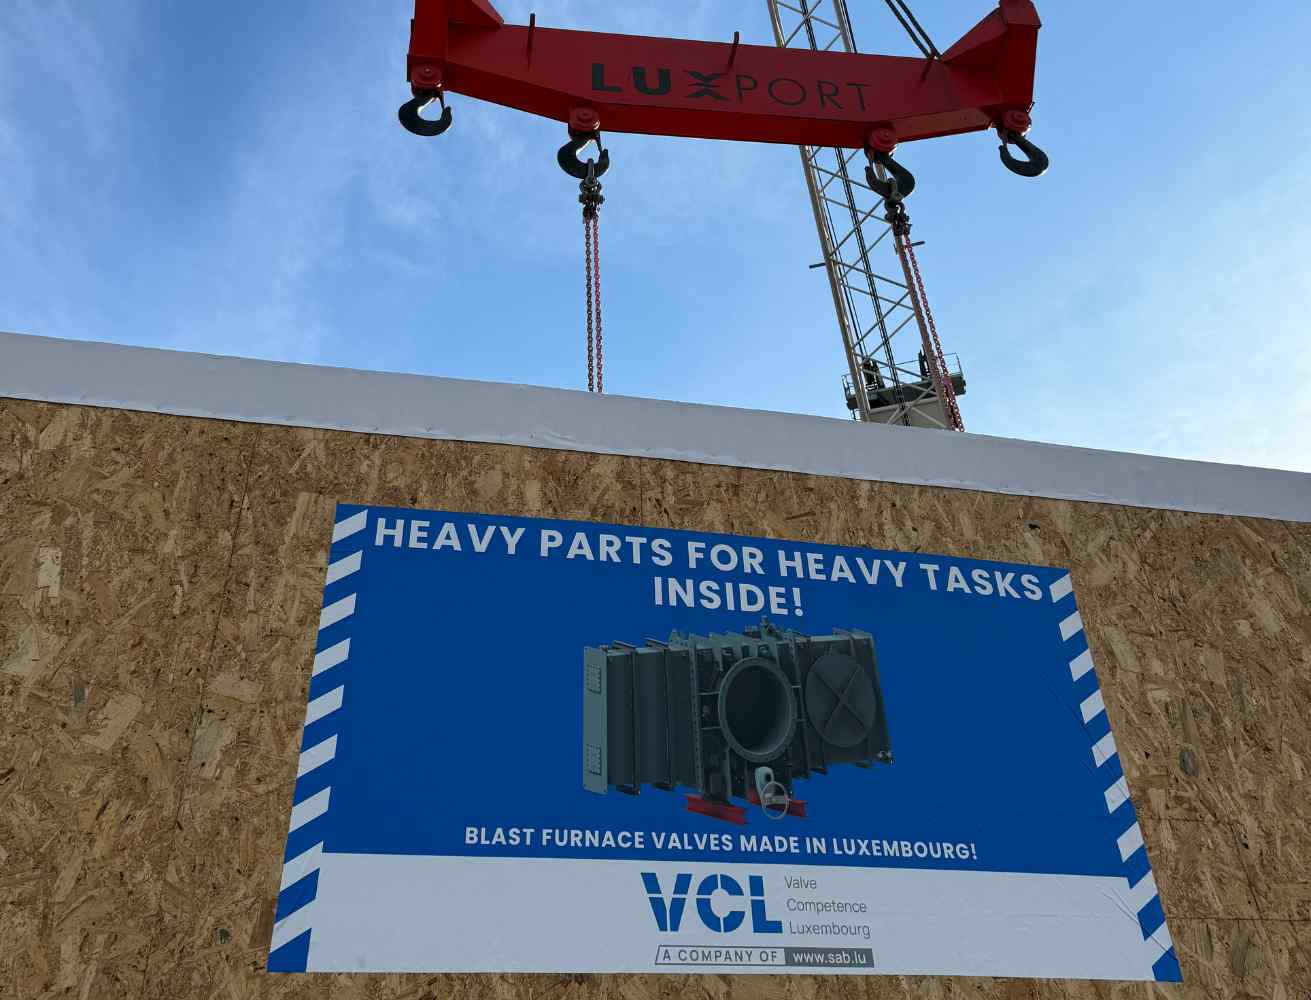 LUXPORT
HEAVY PARTS FOR HEAVY TASKS
INSIDE!
BLAST FURNACE VALVES MADE IN LUXEMBOURG!
VCL
Valve
Competence
Luxembourg
A COMPANY OF www.sab.lu